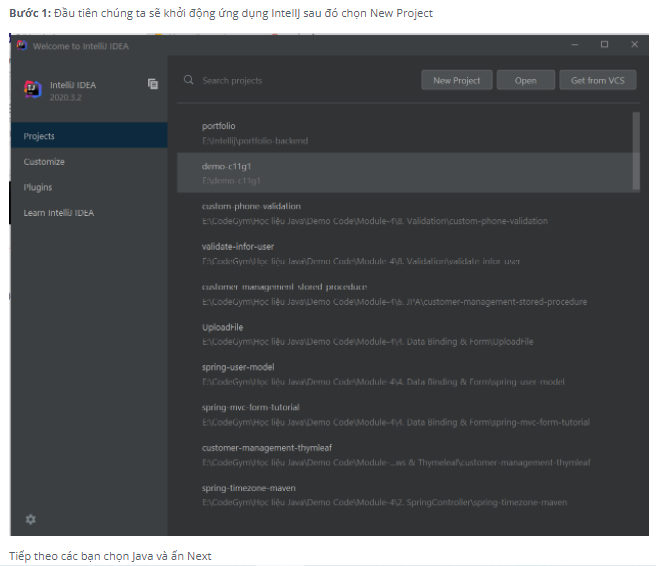 Bước 1: Đầu tiên chúng ta sẽ khởi động ứng dụng IntelIJ sau đó chọn New Project
Welcome to IntelliJ IDEA
IntelliJ IDEA
2020.3.2
Search projects
New Project
Open
Get from VCS
Projects
Customize
Plugins
Learn IntelliJ IDEA
portfolio
E:\Intellij\portfolio-backend
demo-c11g1
E:\demo-c11g1
custom-phone-validation
E:\CodeGym\Học liệu Java\Demo Code\Module-4\8. Validation\custom-phone-validation
validate-infor-user
E:\CodeGym\Học liệu Java\Demo Code\Module-4\8. Validation\validate-infor-user
customer-management-stored-proceduce
E:\CodeGym\Học liệu Java\Demo Code\Module-4\6. JPA\customer-management-stored-procedure
UploadFile
E:\CodeGym\Học liệu Java\Demo Code\Module-4\4. Data Binding & Form\UploadFile
spring-user-model
E:\CodeGym\Học liệu Java\Demo Code\Module-4\4. Data Binding & Form\spring-user-model
spring-mvc-form-tutorial
E:\CodeGym\Học liệu Java\Demo Code\Module-4\4. Data Binding & Form\spring-mvc-form-tutorial
customer-management-thymleaf
E:\CodeGym\Học liệu Java\Demo Code\Module-...ws & Thymeleaf\customer-management-thymleaf
spring-timezone-maven
E:\CodeGym\Học liệu Java\Demo Code\Module-4\2. SpringController\spring-timezone-maven
Tiếp theo các bạn chọn Java và ấn Next